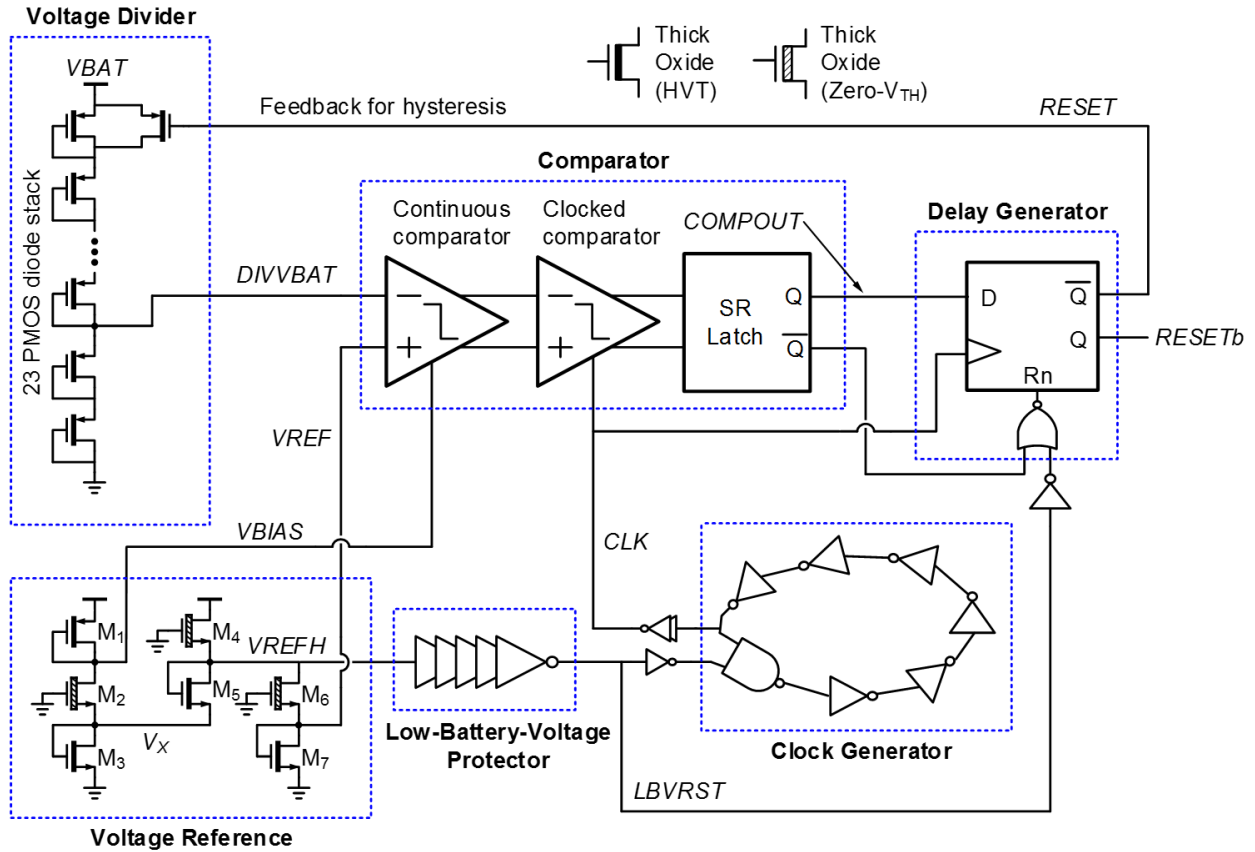 Voltage Divider
VBAT
23 PMOS diode stack
Feedback for hysteresis
Thick
Oxide
(HVT)
Thick
Oxide
(Zero-VTH)
RESET
Comparator
Continuous
comparator
Clocked
comparator
COMPOUT
Delay Generator
DIVVBAT
SR
Latch
Q
Q
D
Q
Q
Rn
RESETb
VREF
VBIAS
CLK
M1
M2
M3
M4
M5
M6
M7
VX
VREFH
Voltage Reference
Low-Battery-Voltage
Protector
Clock Generator
LBVRST